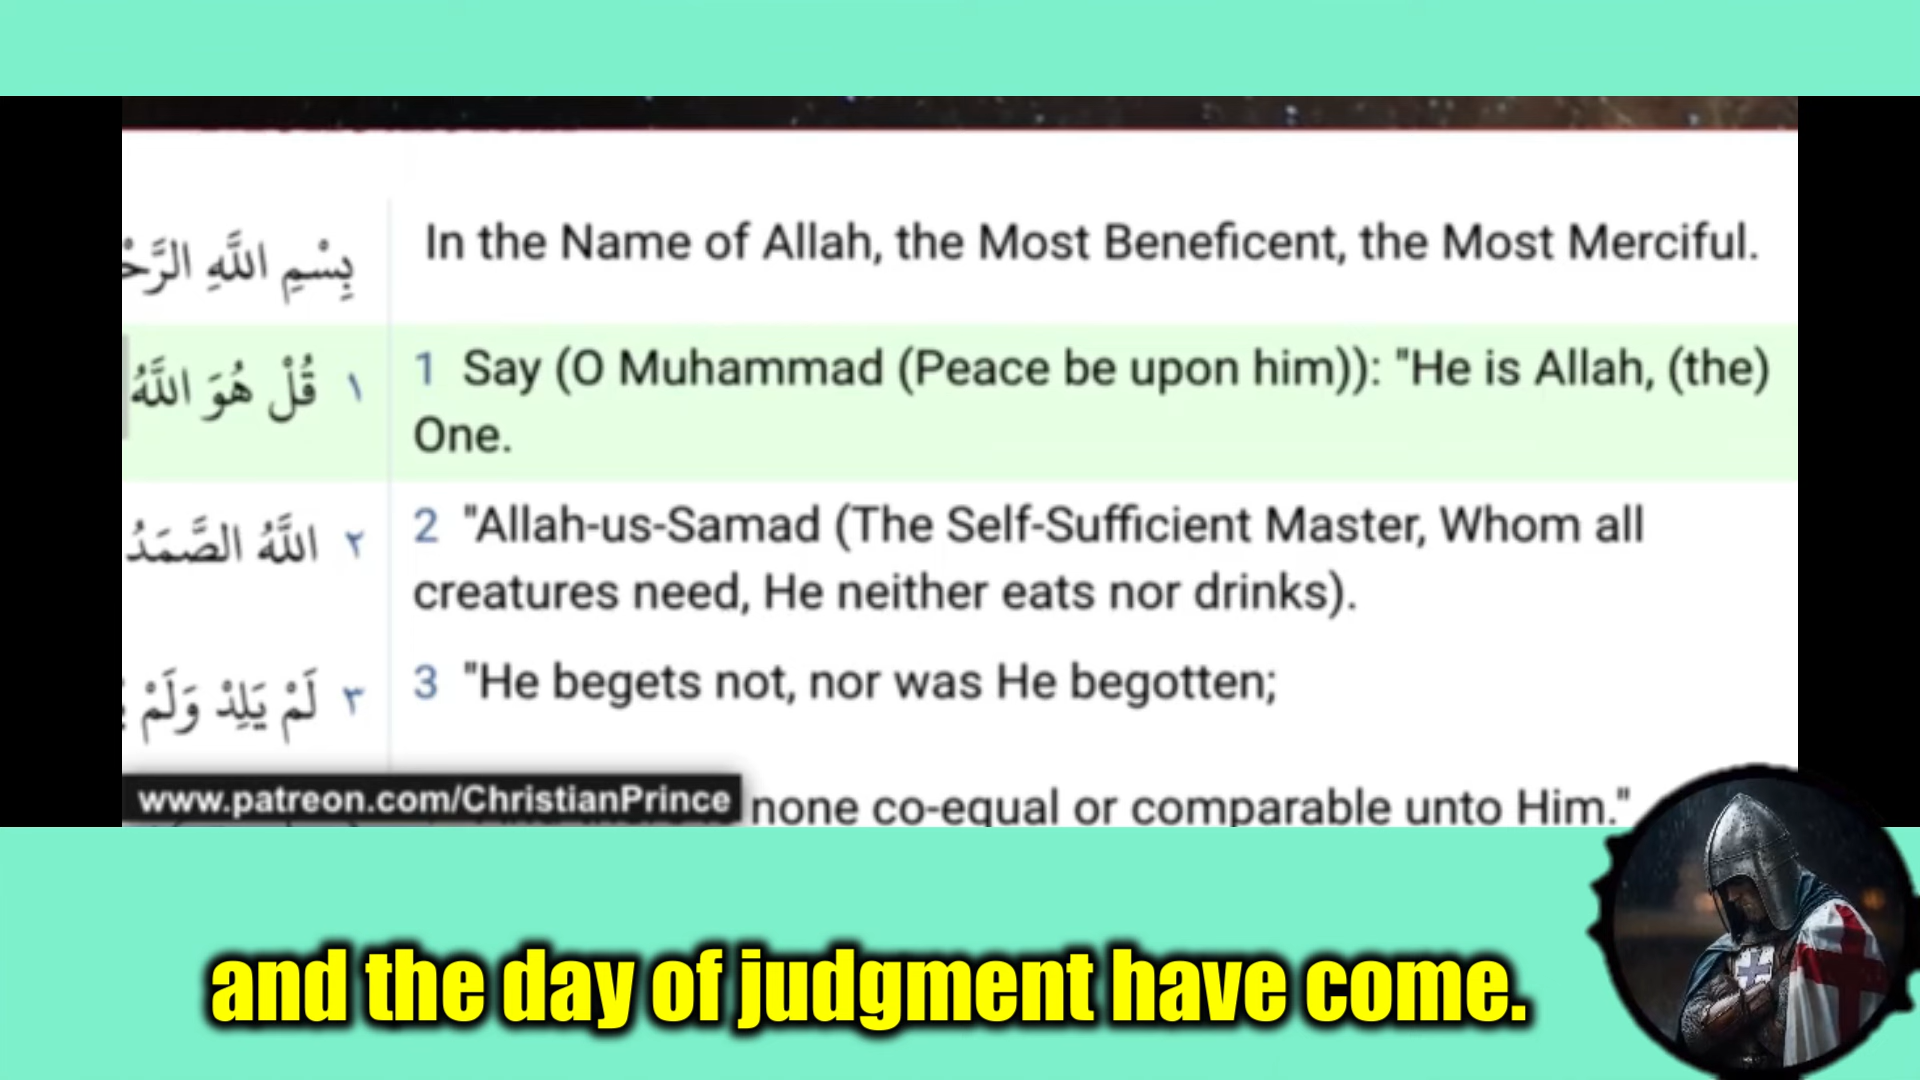 In the Name of Allah, the Most Beneficent, the Most Merciful.
بِسْمِ اللَّهِ
١ قُلْ هُوَ اللَّهُ
1 Say (O Muhammad (Peace be upon him)): "He is Allah, (the)
One.
٢ اللَّهُ الصَّمَدُ
2 "Allah-us-Samad (The Self-Sufficient Master, Whom all
creatures need, He neither eats nor drinks).
٣ لَمْ يَلِدْ وَلَمْ
3 "He begets not, nor was He begotten;
www.patreon.com/ChristianPrince
none co-equal or comparable unto Him."
and the day of judgment have come.